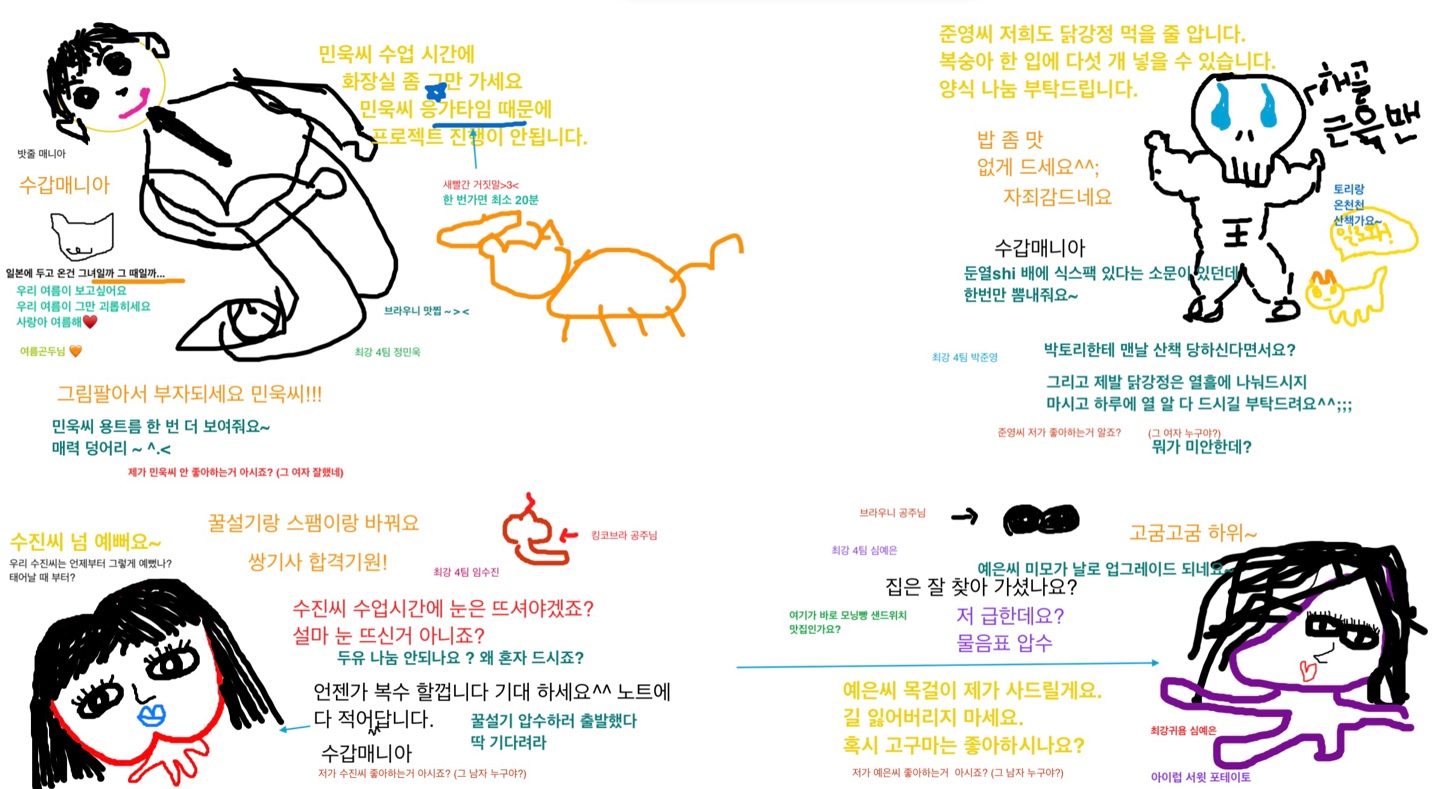 민욱씨 수업 시간에
화장실 좀 그만 가세요
민욱씨 응가타임 때문에
프로젝트 진행이 안됩니다.
밧줄 매니아
수갑매니아
새빨간 거짓말>3<
한 번가면 최소 20분
일본에 두고 온건 그녀일까 그 때일까...
우리 여름이 보고싶어요
우리 여름이 그만 괴롭히세요
사랑아 여름해❤️
여름곤두님 🧡
브라우니 맛찝 ~ > <
최강 4팀 정민욱
그림팔아서 부자되세요 민욱씨!!!
민욱씨 용트름 한 번 더 보여줘요~
매력 덩어리 ~ ^.<
제가 민욱씨 안 좋아하는거 아시죠? (그 여자 잘했네)
준영씨 저희도 닭강정 먹을 줄 압니다.
복숭아 한 입에 다섯 개 넣을 수 있습니다.
양식 나눔 부탁드립니다.
해골
근육맨
밥 좀 맛
없게 드세요^^;
자죄감드네요
토리랑
온천천
산책가요~
일루와!
수갑매니아
둔열shi 배에 식스팩 있다는 소문이 있던데
한번만 뽐내줘요~
최강 4팀 박준영
박토리한테 맨날 산책 당하신다면서요?
그리고 제발 닭강정은 열흘에 나눠드시지
마시고 하루에 열 알 다 드시길 부탁드려요^^;;;
준영씨 저가 좋아하는거 알죠? (그 여자 누구야?)
뭐가 미안한데?
꿀설기랑 스팸이랑 바꿔요
쌍기사 합격기원!
킹코브라 공주님
최강 4팀 임수진
수진씨 넘 예뻐요~
우리 수진씨는 언제부터 그렇게 예뻤나?
태어날 때 부터?
수진씨 수업시간에 눈은 뜨셔야겠죠?
설마 눈 뜨신거 아니죠?
두유 나눔 안되나요 ? 왜 혼자 드시죠?
언젠가 복수 할껍니다 기대 하세요^^ 노트에
다 적어답니다.
ㅆ
꿀설기 압수하러 출발했다
딱 기다려라
수갑매니아
저가 수진씨 좋아하는거 아시죠? (그 남자 누구야?)
브라우니 공주님
최강 4팀 심예은
고굼고굼 하위~
예은씨 미모가 날로 업그레이드 되네요~
집은 잘 찾아 가셨나요?
여기가 바로 모닝빵 샌드위치
맛집인가요?
저 급한데요?
물음표 압수
예은씨 목걸이 제가 사드릴게요.
길 잃어버리지 마세요.
혹시 고구마는 좋아하시나요?
저가 예은씨 좋아하는거 아시죠? (그 남자 누구야?)
최강귀욤 심예은
아이럽 서윗 포테이토